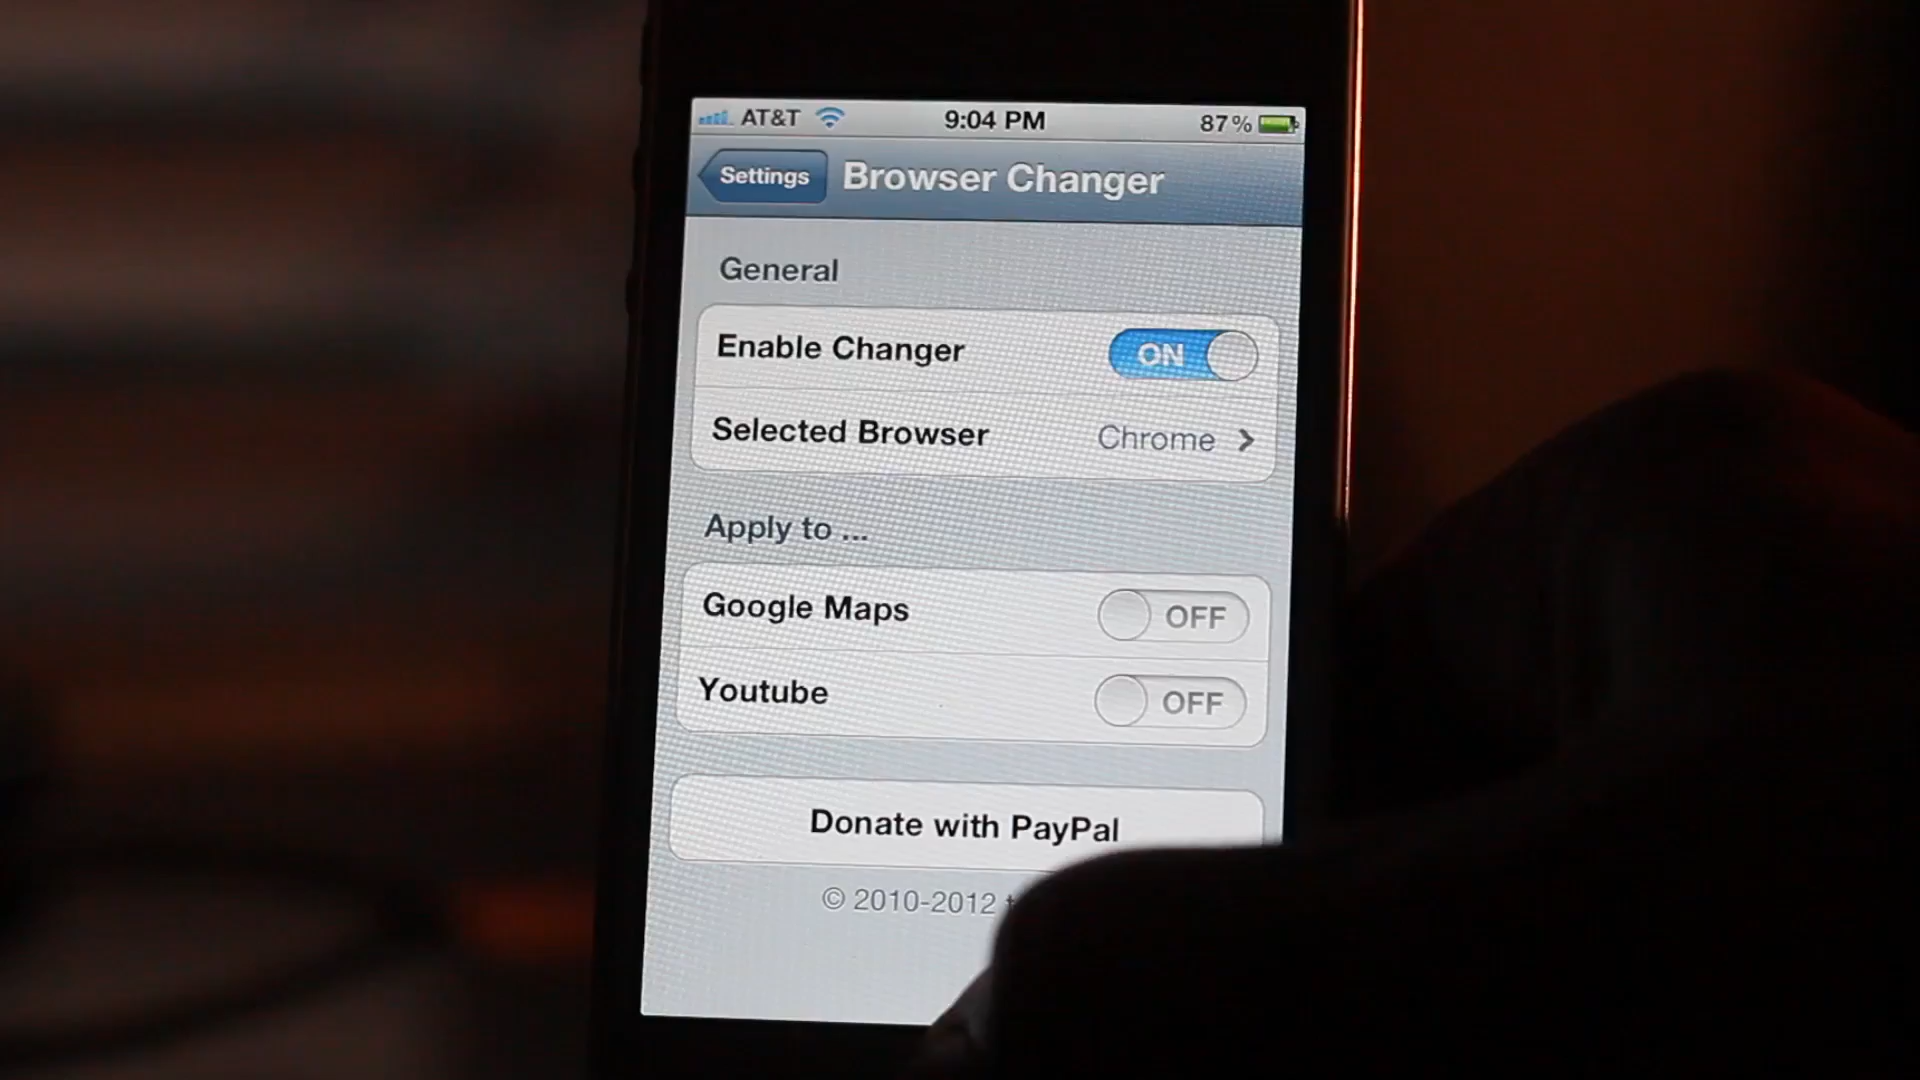 AT&T 9:04 PM 87%
Settings Browser Changer
General
Enable Changer ON
Selected Browser Chrome
Apply to ...
Google Maps OFF
Youtube OFF
Donate with PayPal
© 2010-2012